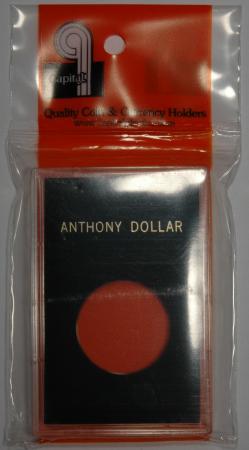 Capital
Quality Coin & Currency Holders
ANTHONY DOLLAR